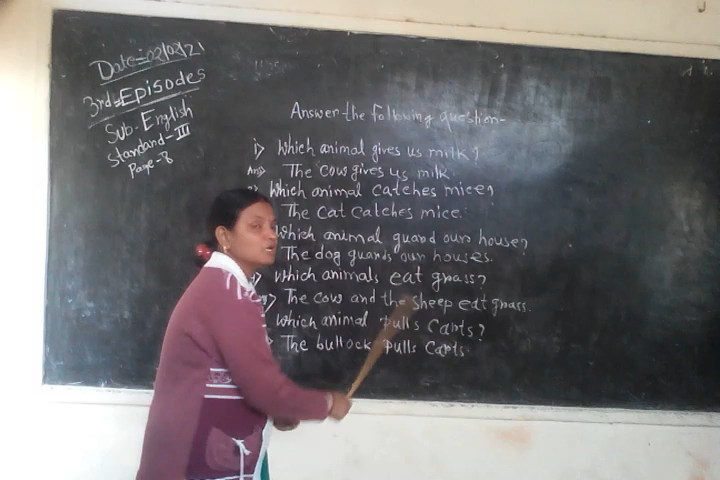 Date=02/02/21
3rd=Episodes
Sub-English
Standard-III
Page-8
Answer the following question-
i> Which animal gives us milk?
Ans> The cow gives us milk.
Which animal catches mice?
The cat catches mice.
Which animal guard our house?
The dog guards our houses.
Which animals eat grass?
The cow and the sheep eat grass.
Which animal pulls carts?
The bullock pulls carts